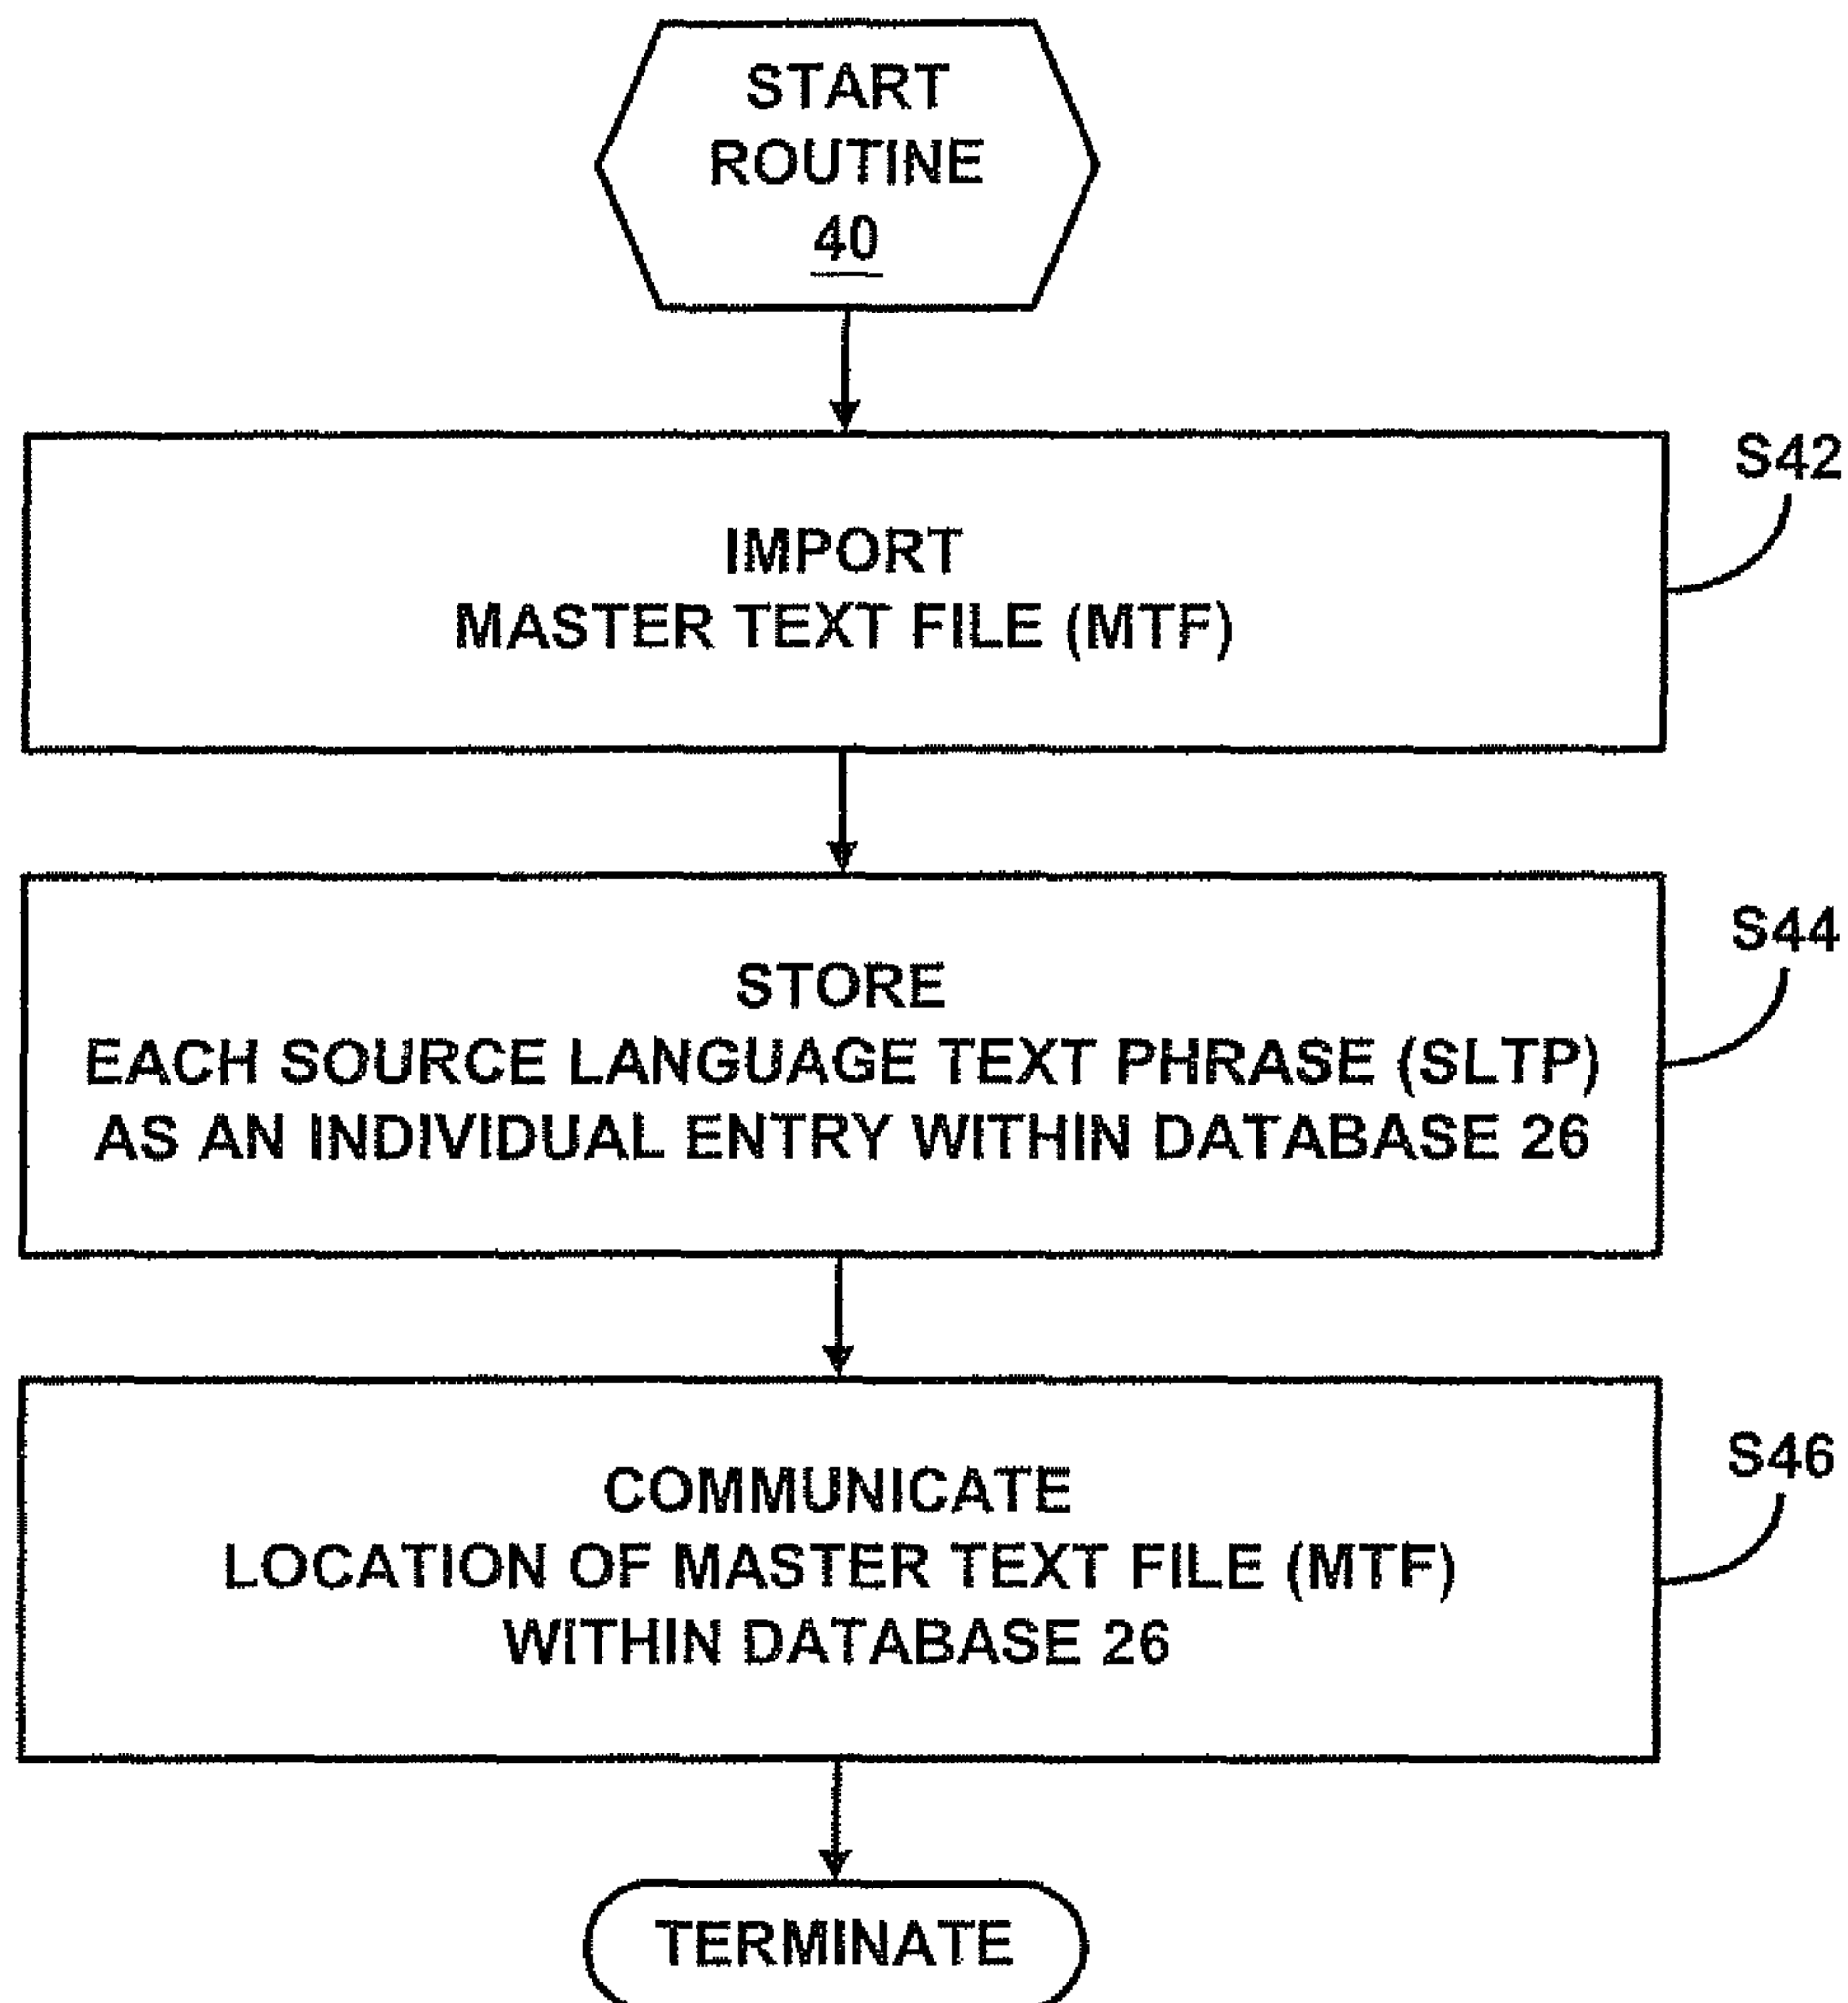 START
ROUTINE
40
S42
IMPORT
MASTER TEXT FILE (MTF)
S44
STORE
EACH SOURCE LANGUAGE TEXT PHRASE (SLTP)
AS AN INDIVIDUAL ENTRY WITHIN DATABASE 26
S46
COMMUNICATE
LOCATION OF MASTER TEXT FILE (MTF)
WITHIN DATABASE 26
TERMINATE